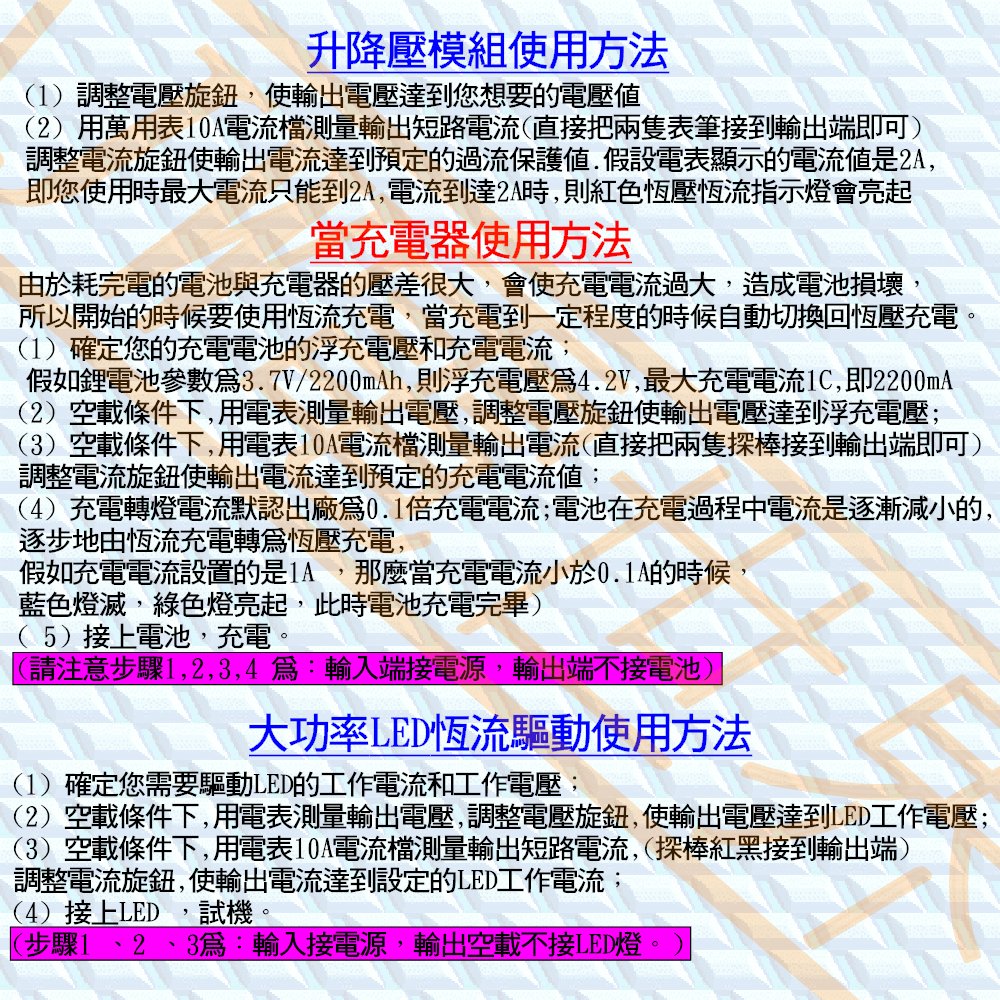 升降壓模組使用方法
(1) 調整電壓旋鈕，使輸出電壓達到您想要的電壓值
(2) 用萬用表10A電流檔測量輸出短路電流(直接把兩隻表筆接到輸出端即可)
調整電流旋鈕使輸出電流達到預定的過流保護值.假設電表顯示的電流值是2A,
即您使用時最大電流只能到2A,電流到達2A時,則紅色恆壓恆流指示燈會亮起
當充電器使用方法
由於耗完電的電池與充電器的壓差很大，會使充電電流過大，造成電池損壞，
所以開始的時候要使用恆流充電，當充電到一定程度的時候自動切換回恆壓充電。
(1) 確定您的充電電池的浮充電壓和充電電流；
假如鋰電池參數為3.7V/2200mAh,則浮充電壓為4.2V,最大充電電流1C,即2200mA
(2) 空載條件下,用電表測量輸出電壓,調整電壓旋鈕使輸出電壓達到浮充電壓;
(3) 空載條件下,用電表10A電流檔測量輸出電流(直接把兩隻探棒接到輸出端即可)
調整電流旋鈕使輸出電流達到預定的充電電流值；
(4) 充電轉燈電流默認出廠為0.1倍充電電流;電池在充電過程中電流是逐漸減小的,
逐步地由恆流充電轉為恆壓充電,
假如充電電流設置的是1A ，那麼當充電電流小於0.1A的時候，
藍色燈滅，綠色燈亮起，此時電池充電完畢)
( 5) 接上電池，充電。
(請注意步驟1,2,3,4 為：輸入端接電源，輸出端不接電池)
大功率LED恆流驅動使用方法
(1) 確定您需要驅動LED的工作電流和工作電壓；
(2) 空載條件下,用電表測量輸出電壓,調整電壓旋鈕,使輸出電壓達到LED工作電壓;
(3) 空載條件下,用電表10A電流檔測量輸出短路電流,(探棒紅黑接到輸出端)
調整電流旋鈕,使輸出電流達到設定的LED工作電流；
(4) 接上LED ，試機。
(步驟1 、2 、3為：輸入接電源，輸出空載不接LED燈。)